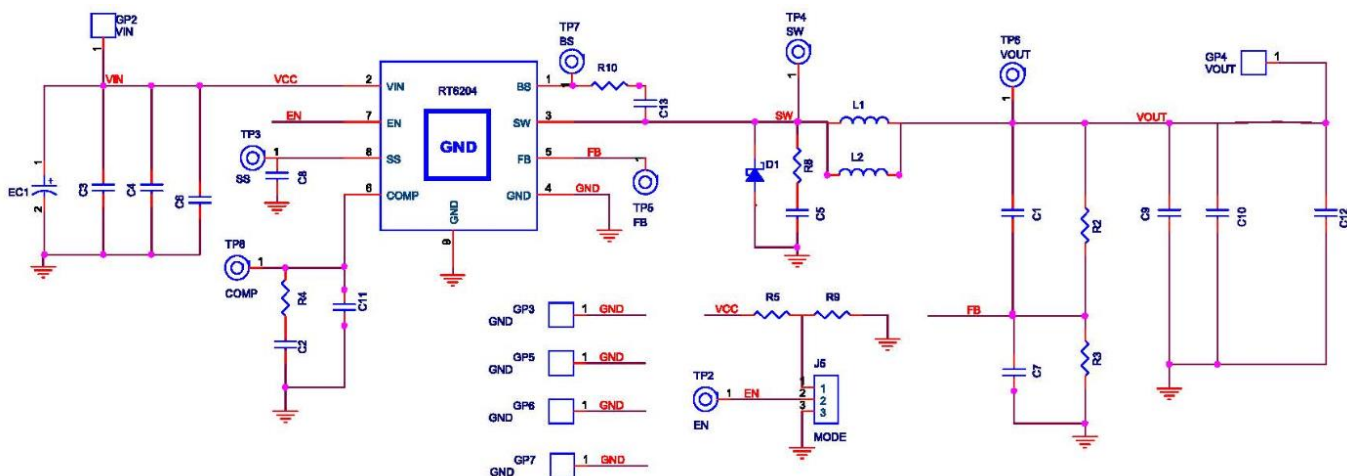 GP2
VIN
1
VIN
VCC
2
VIN
RT6204
BS
1
TP7
BS
1
R10
C13
EN
7
EN
SW
3
SW
TP4
SW
1
L1
L2
TP6
VOUT
1
VOUT
GP4
VOUT
1
TP3
SS
1
8
SS
GND
FB
5
FB
1
TP5
FB
C8
6
COMP
GND
4
GND
GND
9
EC1
1
+
2
C3
C4
C6
D1
R8
C5
C1
R2
C9
C10
C12
TP8
1
COMP
R4
C11
C2
GP3
GND
1
GND
GP5
GND
1
GND
GP6
GND
1
GND
GP7
GND
1
GND
VCC
R5
R9
J5
1
2
3
1
2
3
MODE
TP2
1
EN
EN
FB
C7
R3